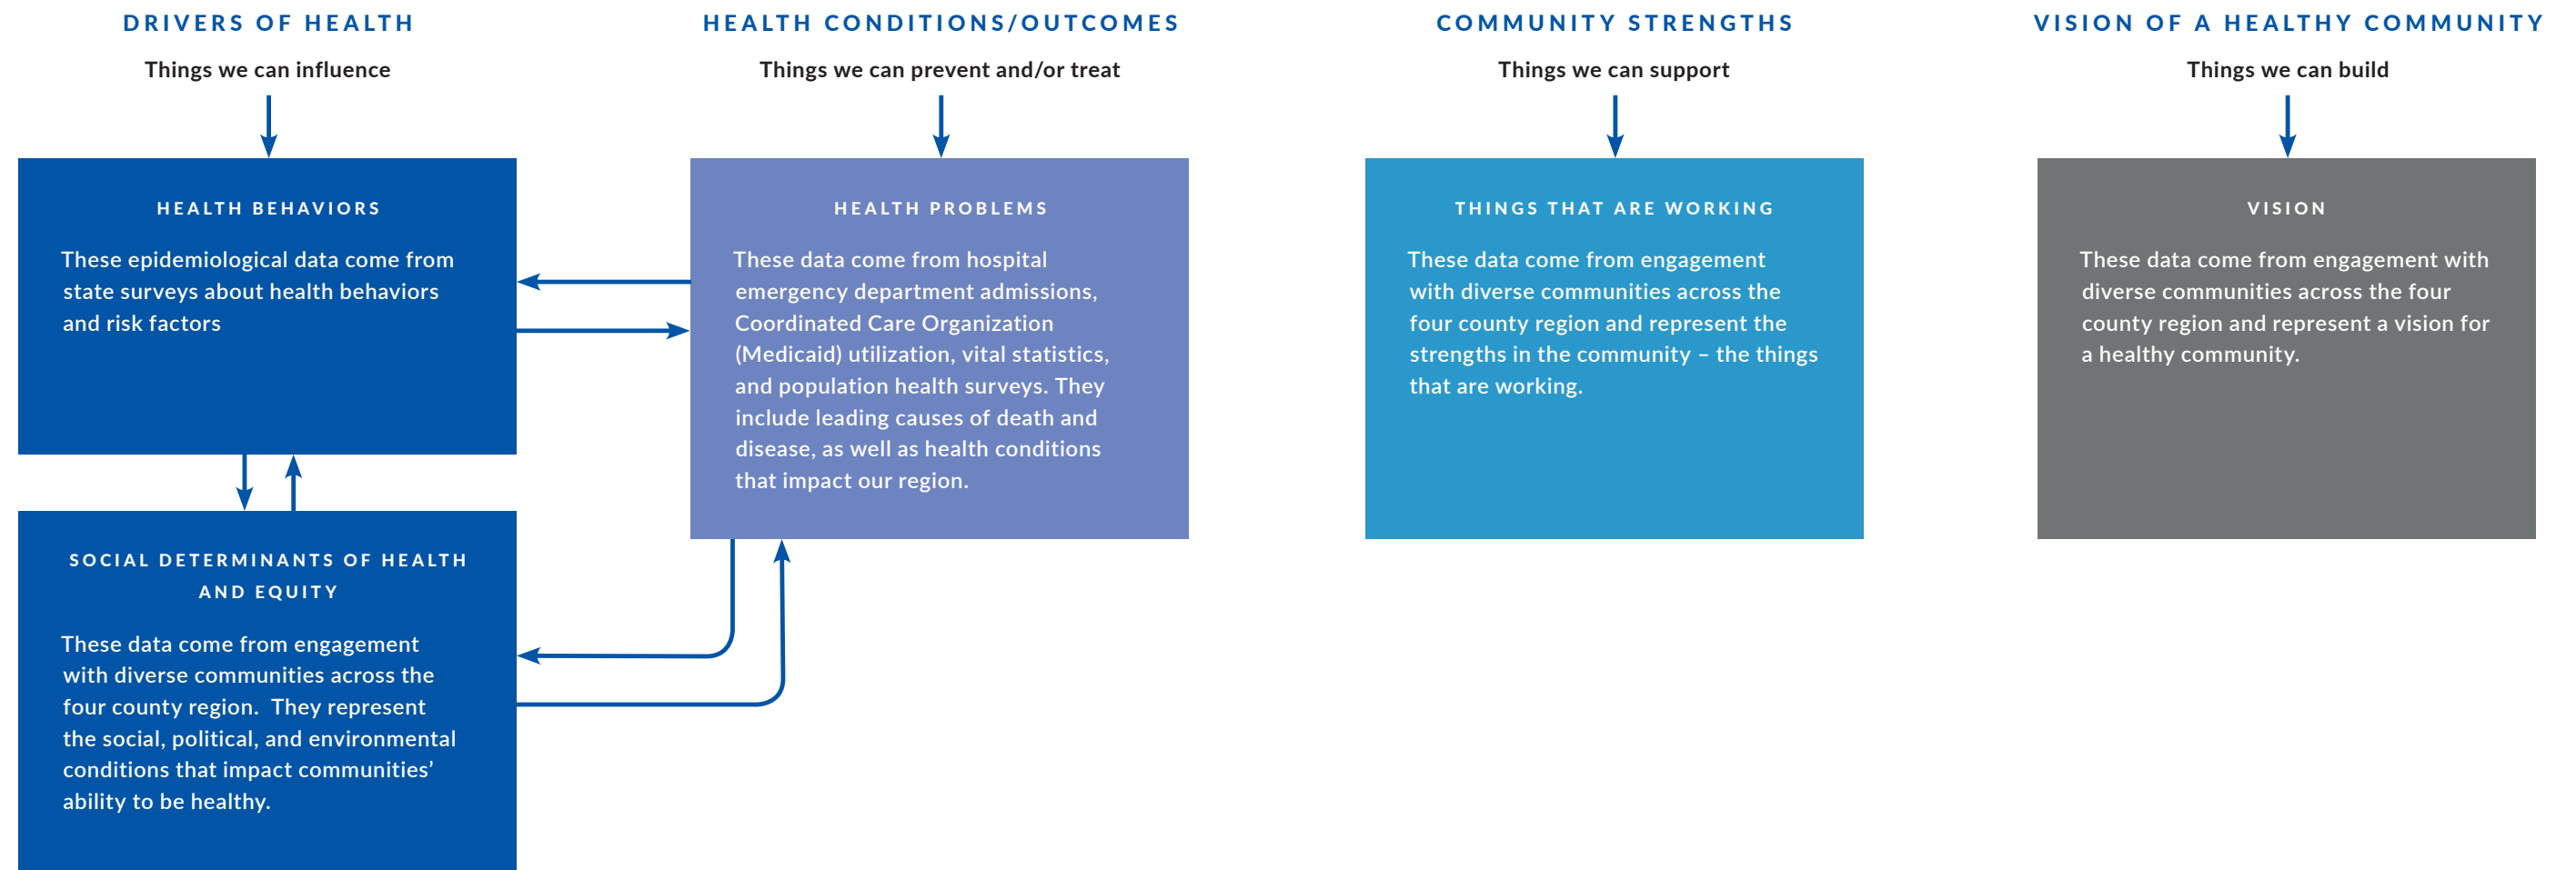 DRIVERS OF HEALTH
Things we can influence
HEALTH BEHAVIORS
These epidemiological data come from
state surveys about health behaviors
and risk factors
SOCIAL DETERMINANTS OF HEALTH
AND EQUITY
These data come from engagement
with diverse communities across the
four county region.  They represent
the social, political, and environmental
conditions that impact communities’
ability to be healthy.
HEALTH CONDITIONS/OUTCOMES
Things we can prevent and/or treat
HEALTH PROBLEMS
These data come from hospital
emergency department admissions,
Coordinated Care Organization
(Medicaid) utilization, vital statistics,
and population health surveys. They
include leading causes of death and
disease, as well as health conditions
that impact our region.
COMMUNITY STRENGTHS
Things we can support
THINGS THAT ARE WORKING
These data come from engagement
with diverse communities across the
four county region and represent the
strengths in the community – the things
that are working.
VISION OF A HEALTHY COMMUNITY
Things we can build
VISION
These data come from engagement with
diverse communities across the four
county region and represent a vision for
a healthy community.